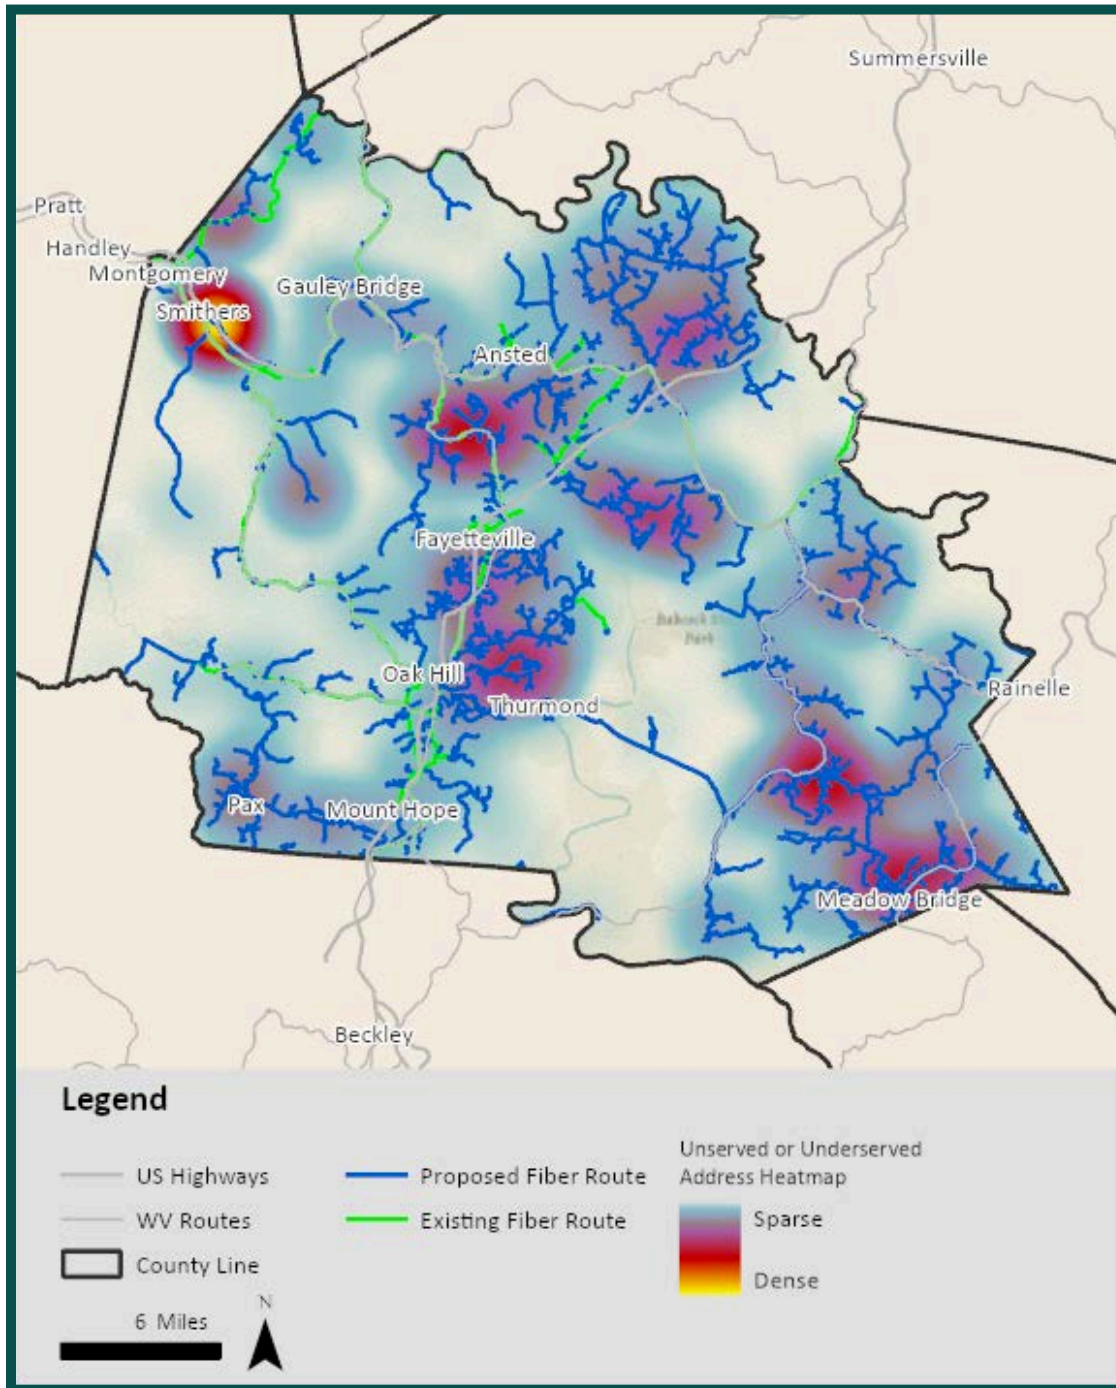 Summersville
Pratt
Handley
Montgomery
Gauley Bridge
Smithers
Ansted
Fayetteville
Park
Oak Hill
Rainelle
Thurmond
Pax
Mount Hope
Meadow Bridge
Beckley
Legend
US Highways
WV Routes
County Line
6 Miles
N
Proposed Fiber Route
Existing Fiber Route
Unserved or Underserved
Address Heatmap
Sparse
Dense